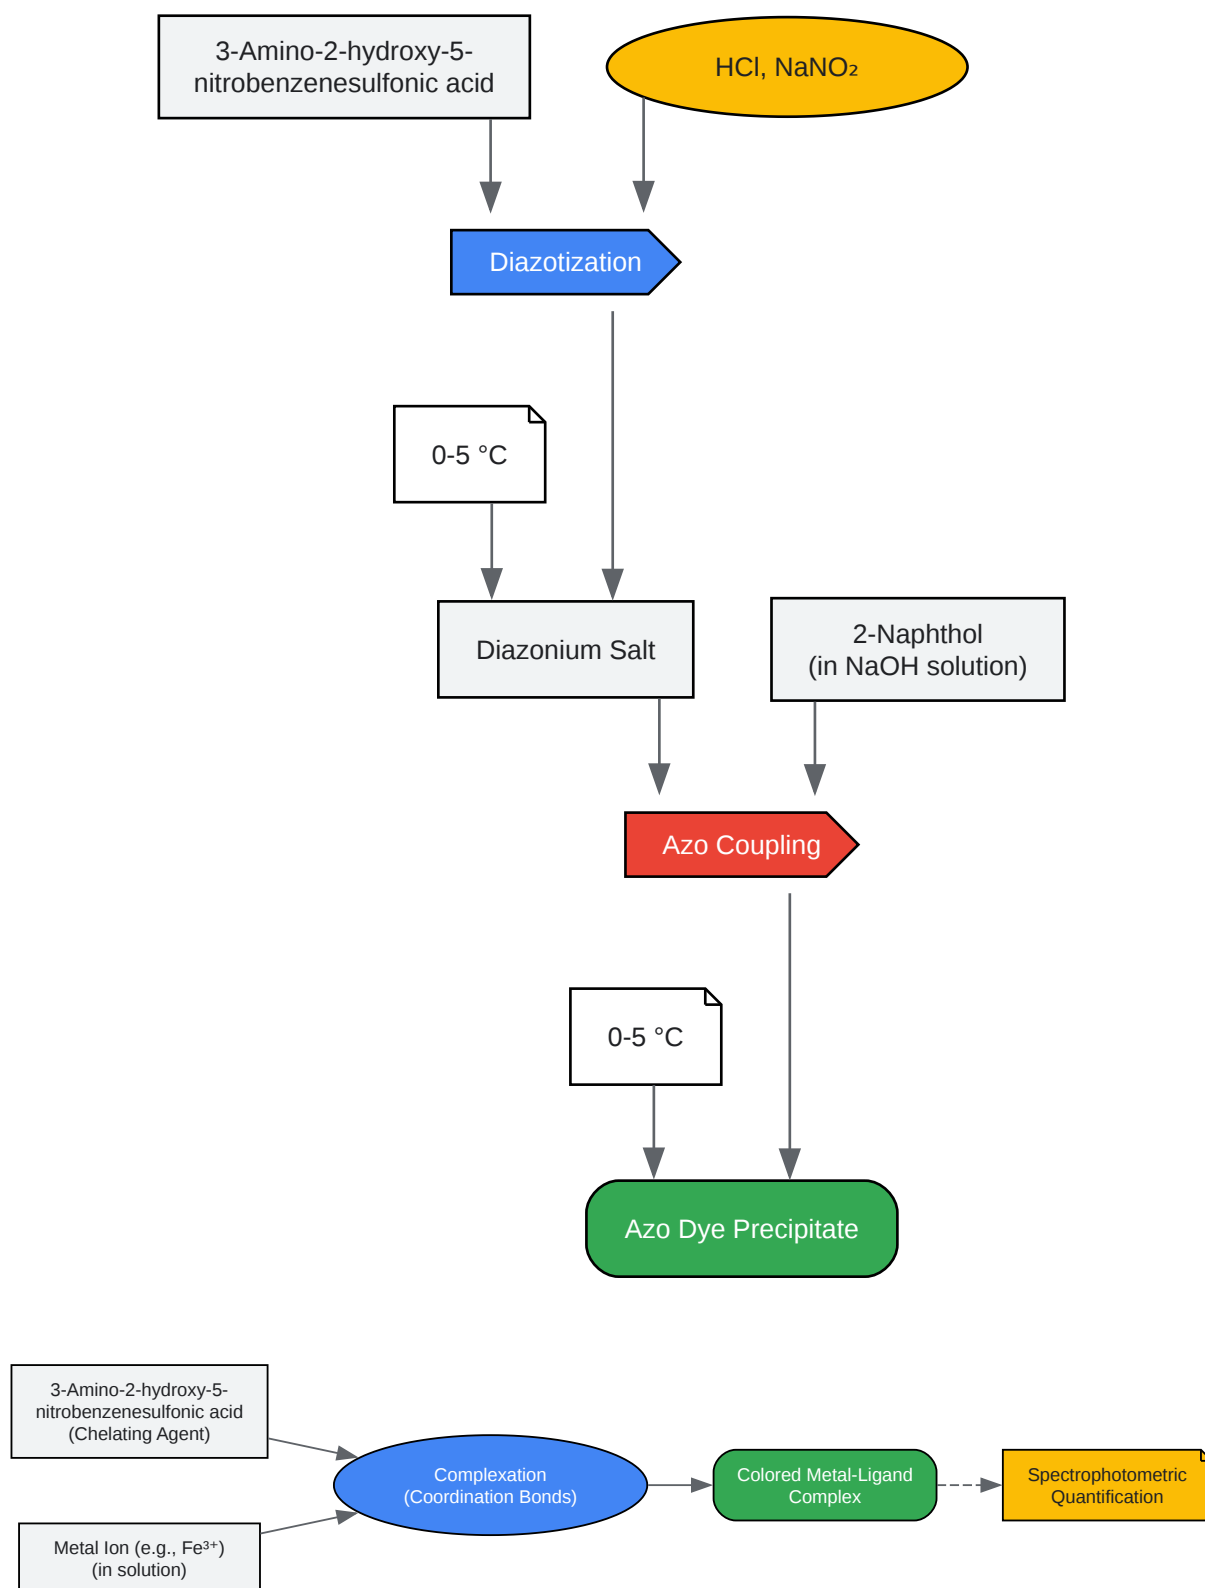 3-Amino-2-hydroxy-5-
nitrobenzenesulfonic acid
HCl, NaNO₂
Diazotization
0-5 °C
Diazonium Salt
2-Naphthol
(in NaOH solution)
Azo Coupling
0-5 °C
Azo Dye Precipitate
3-Amino-2-hydroxy-5-
nitrobenzenesulfonic acid
(Chelating Agent)
Complexation
(Coordination Bonds)
Colored Metal-Ligand
Complex
Spectrophotometric
Quantification
Metal Ion (e.g., Fe³⁺)
(in solution)